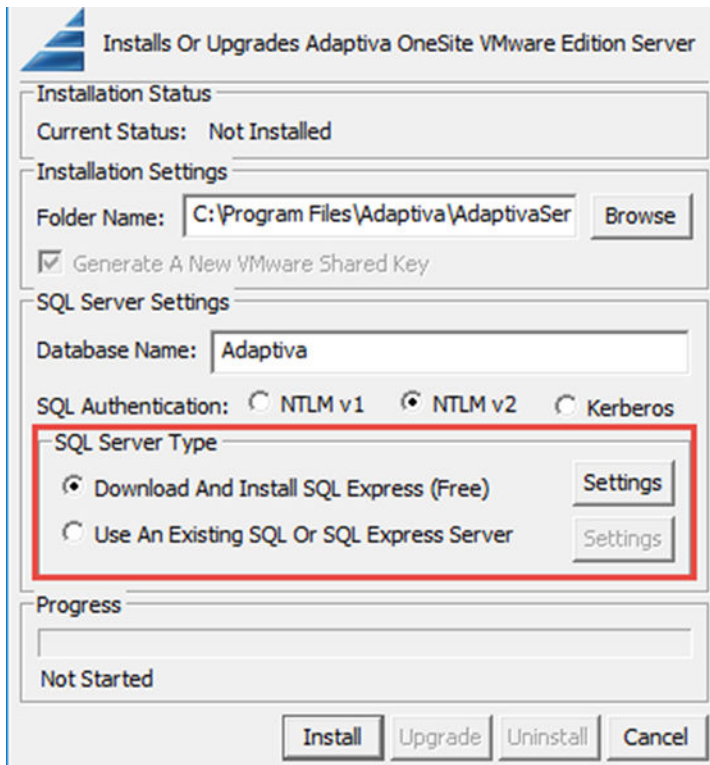 Installs Or Upgrades Adaptiva OneSite VMware Edition Server
Installation Status
Current Status: Not Installed
Installation Settings
Folder Name: C:\Program Files\Adaptiva\AdaptivaSer Browse
Generate A New VMware Shared Key
SQL Server Settings
Database Name: Adaptiva
SQL Authentication: NTLM v1 NTLM v2 Kerberos
SQL Server Type
Download And Install SQL Express (Free) Settings
Use An Existing SQL Or SQL Express Server Settings
Progress
Not Started
Install Upgrade Uninstall Cancel